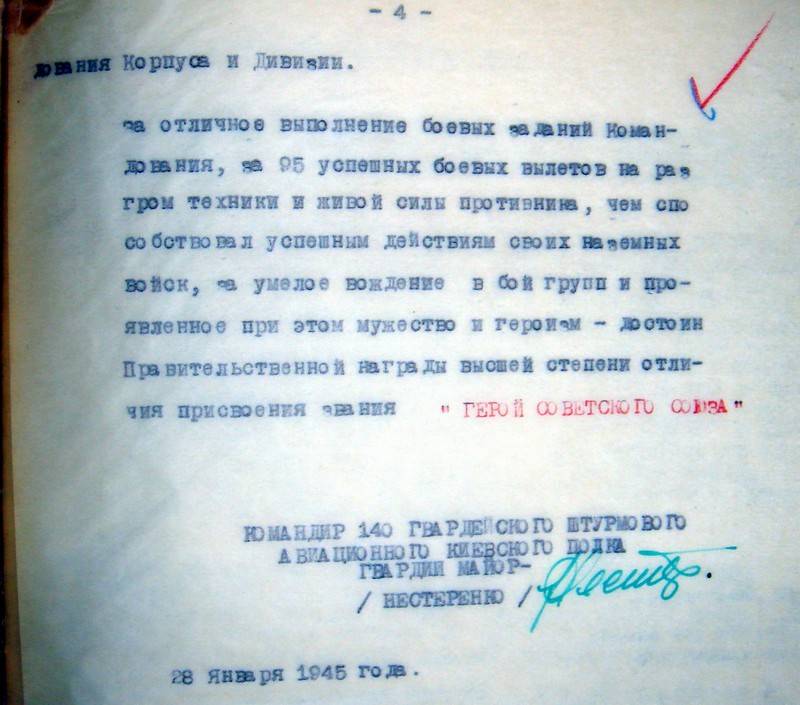 - 4 -
дования Корпуса и Дивизии.
за отличное выполнение боевых заданий Коман-
дования, за 95 успешных боевых вылетов на раз
гром техники и живой силы противника, чем спо
собствовал успешным действиям своих наземных
войск, за умелое вождение в бой групп и про-
явленное при этом мужество и героизм - достоин
Правительственной награды высшей степени отли-
чия присвоения звания " ГЕРОЙ СОВЕТСКОГО СОЮЗА"
КОМАНДИР 140 ГВАРДЕЙСКОГО ШТУРМОВОГО
АВИАЦИОННОГО КИЕВСКОГО ПОЛКА
ГВАРДИИ МАЙОР-
/ НЕСТЕРЕНКО /
28 Января 1945 года.